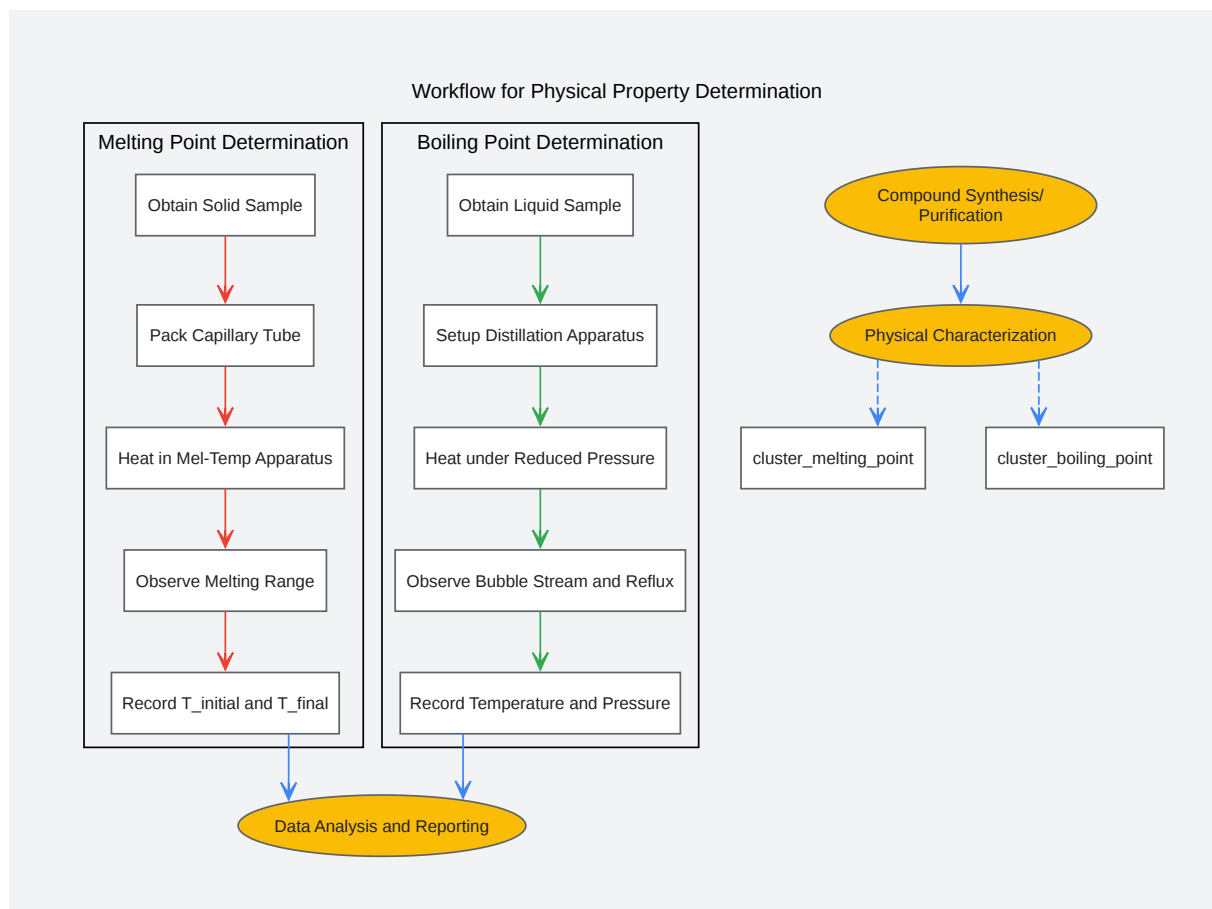 Workflow for Physical Property Determination
Melting Point Determination
Obtain Solid Sample
Pack Capillary Tube
Heat in Mel-Temp Apparatus
Observe Melting Range
Record T_initial and T_final
Boiling Point Determination
Obtain Liquid Sample
Setup Distillation Apparatus
Heat under Reduced Pressure
Observe Bubble Stream and Reflux
Record Temperature and Pressure
Data Analysis and Reporting
Compound Synthesis/
Purification
Physical Characterization
cluster_melting_point
cluster_boiling_point